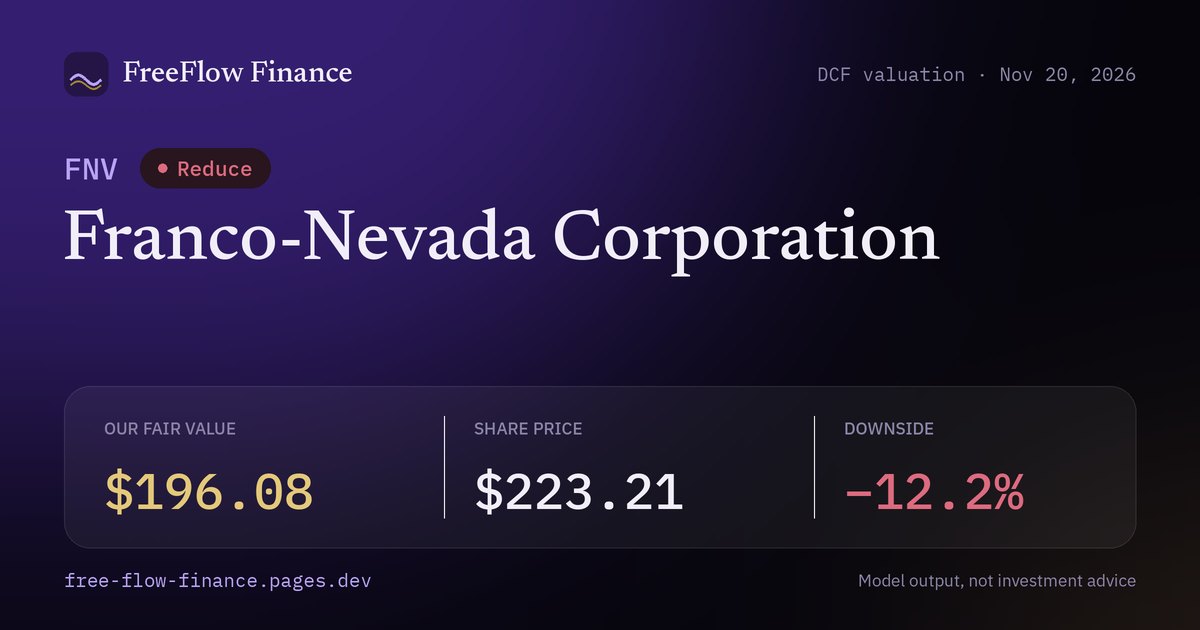 FreeFlow Finance
DCF valuation · Nov 20, 2026
FNV
Reduce
Franco-Nevada Corporation
OUR FAIR VALUE
$196.08
SHARE PRICE
$223.21
DOWNSIDE
−12.2%
free-flow-finance.pages.dev
Model output, not investment advice